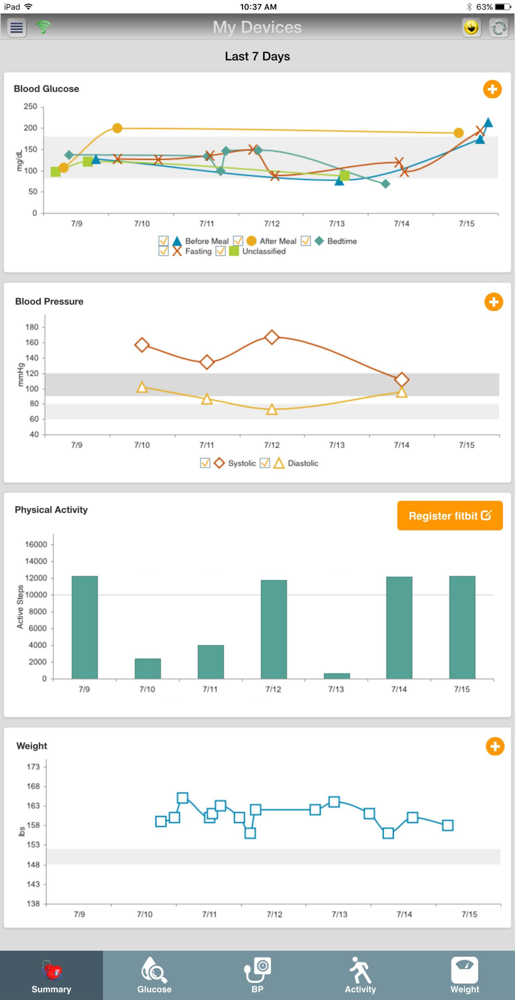 iPad 10:37 AM 63%
My Devices
Last 7 Days
Blood Glucose
250
200
150
100
50
0
mg/dL
7/9 7/10 7/11 7/12 7/13 7/14 7/15
Before Meal After Meal Bedtime
Fasting Unclassified
Blood Pressure
180
160
140
120
100
80
60
40
mmHg
7/9 7/10 7/11 7/12 7/13 7/14 7/15
Systolic Diastolic
Physical Activity
Register fitbit
16000
14000
12000
10000
8000
6000
4000
2000
0
Active Steps
7/9 7/10 7/11 7/12 7/13 7/14 7/15
Weight
173
168
163
158
153
148
143
138
lbs
7/9 7/10 7/11 7/12 7/13 7/14 7/15
Summary Glucose BP Activity Weight